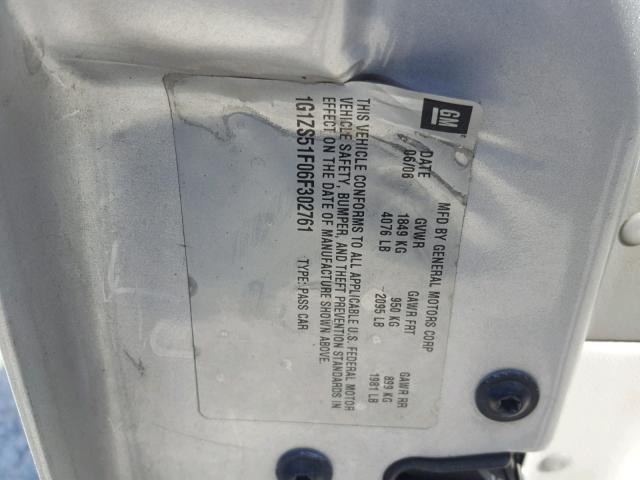 GM
MFD BY GENERAL MOTORS CORP
DATE GVWR GAWR FRT GAWR RR
06/06 1849 KG 950 KG 899 KG
4076 LB 2095 LB 1981 LB
THIS VEHICLE CONFORMS TO ALL APPLICABLE U.S. FEDERAL MOTOR
VEHICLE SAFETY, BUMPER, AND THEFT PREVENTION STANDARDS IN
EFFECT ON THE DATE OF MANUFACTURE SHOWN ABOVE.
1G1ZS51F06F302761 TYPE: PASS CAR